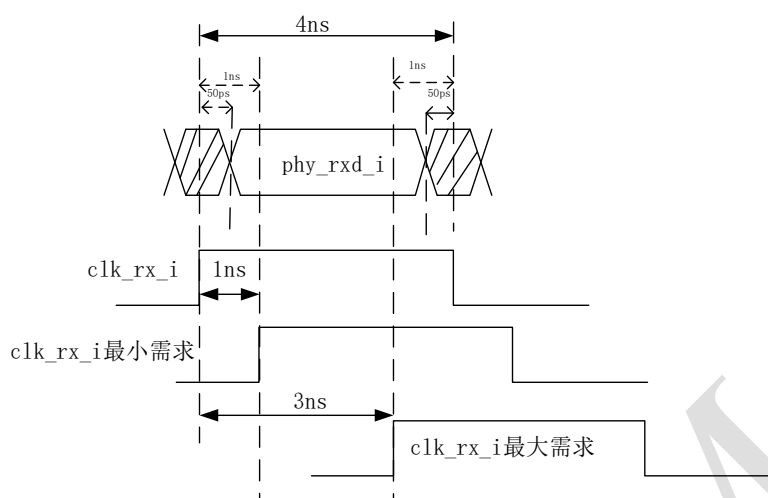 4ns
1ns
1ns
50ps
50ps
phy_rxd_i
clk_rx_i
1ns
clk_rx_i最小需求
3ns
clk_rx_i最大需求